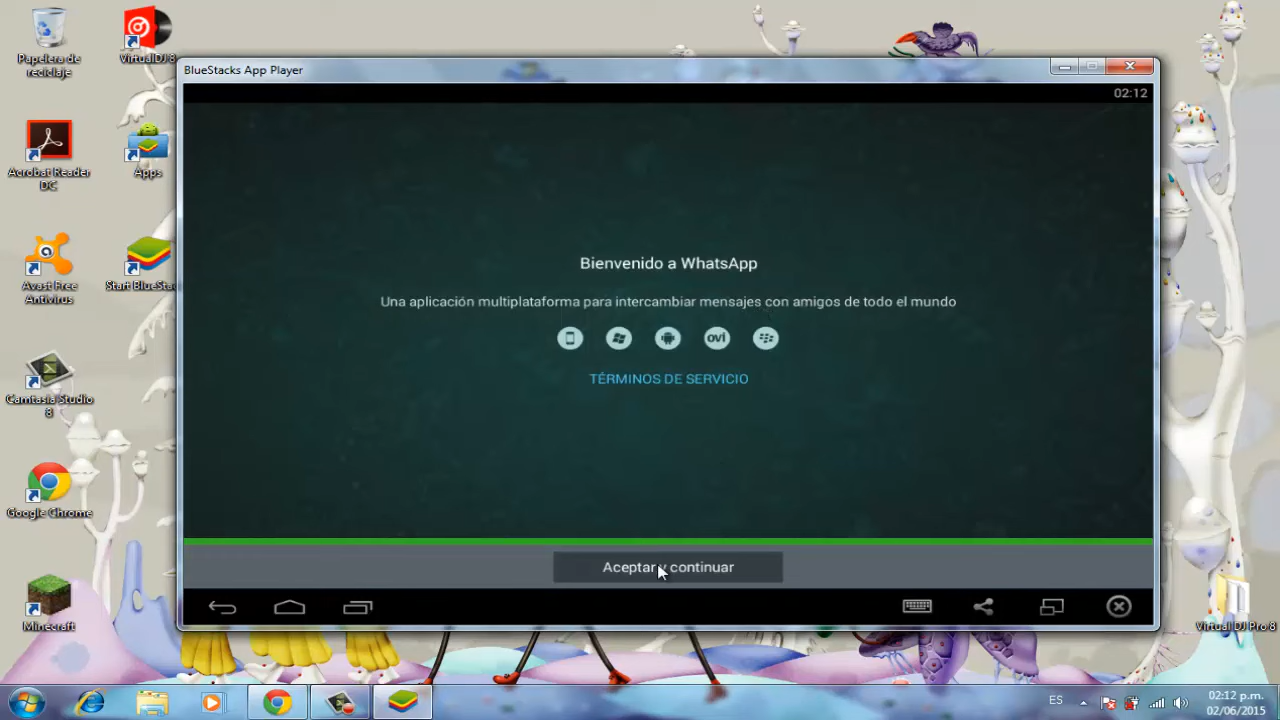 Papelera de
reciclaje
VirtualDJ 8
Acrobat Reader
DC
Apps
Avast Free
Antivirus
Start BlueStac
Camtasia Studio
8
Google Chrome
Minecraft
BlueStacks App Player
02:12
Bienvenido a WhatsApp
Una aplicación multiplataforma para intercambiar mensajes con amigos de todo el mundo
ovi
TÉRMINOS DE SERVICIO
Aceptar y continuar
Virtual DJ Pro 8
ES
02:12 p.m.
02/06/2015